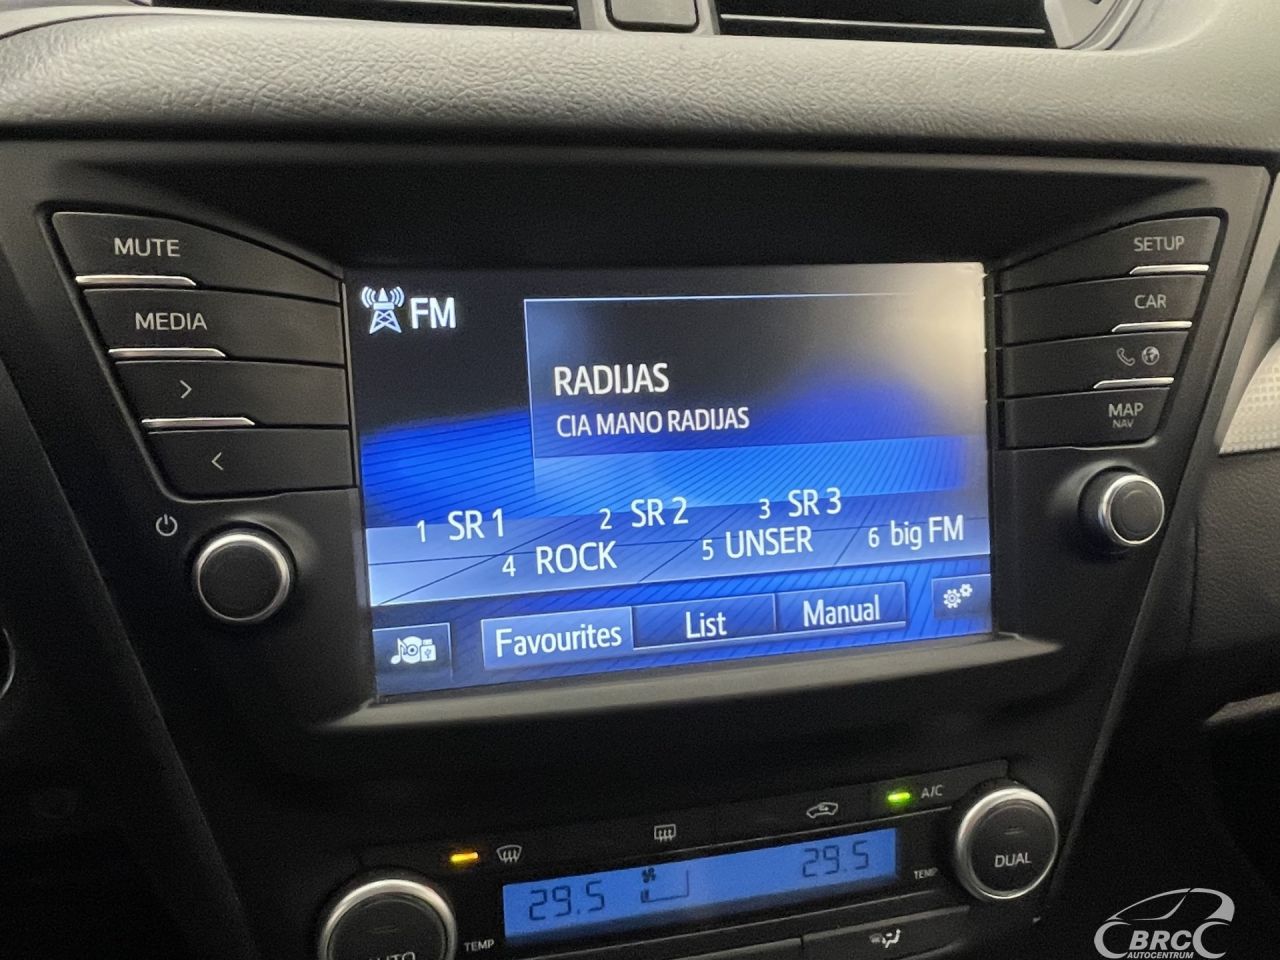 MUTE
MEDIA
SETUP
CAR
MAP
NAV
FM
RADIJAS
CIA MANO RADIJAS
1 SR 1
2 SR 2
3 SR 3
4 ROCK
5 UNSER
6 big FM
Favourites
List
Manual
A/C
29.5
29.5
TEMP
DUAL
TEMP
AUTO
BRC
AUTOCENTRUM